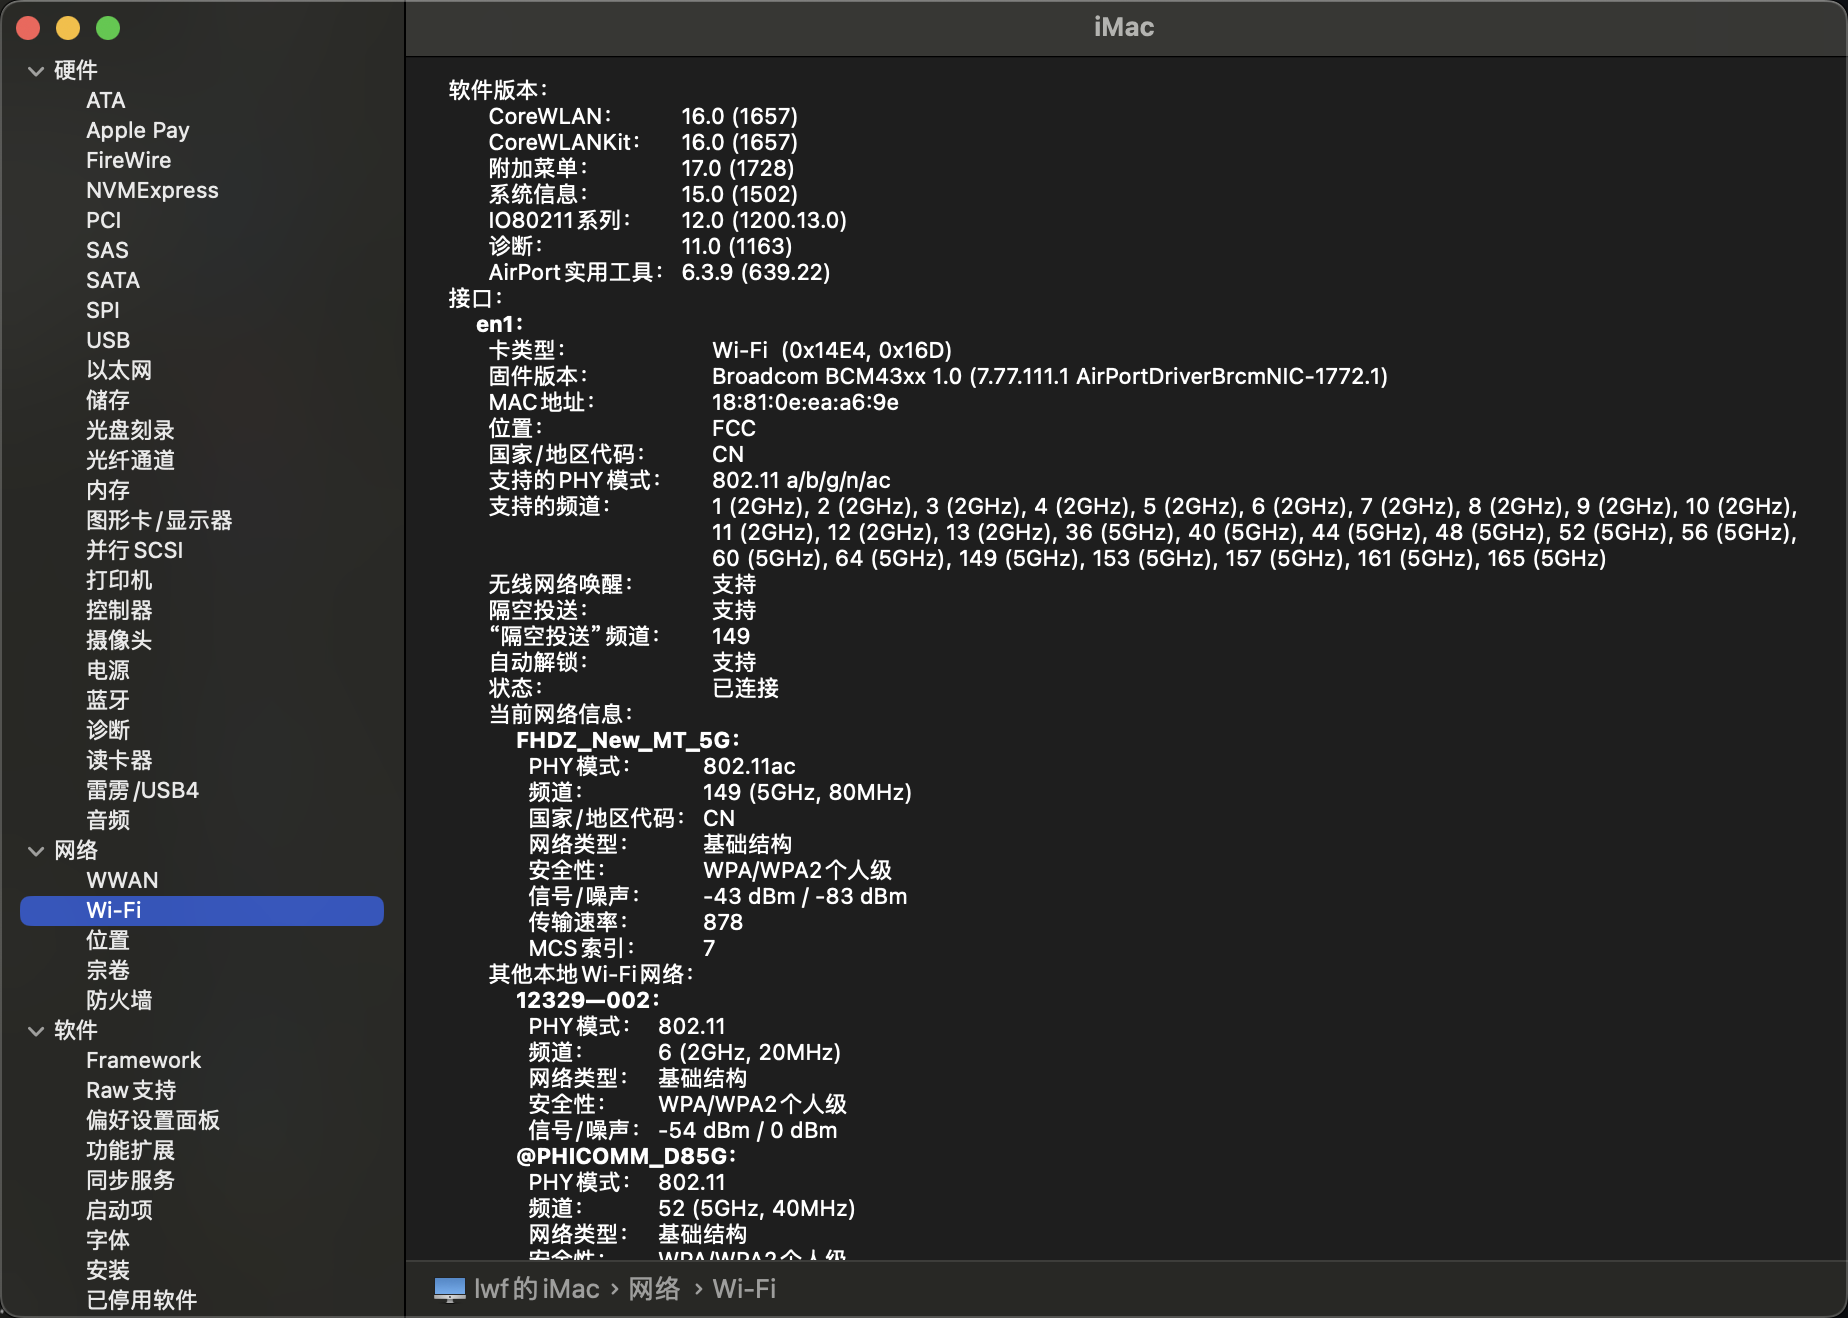 iMac
硬件
ATA
Apple Pay
FireWire
NVMExpress
PCI
SAS
SATA
SPI
USB
以太网
储存
光盘刻录
光纤通道
内存
图形卡/显示器
并行SCSI
打印机
控制器
摄像头
电源
蓝牙
诊断
读卡器
雷雳/USB4
音频
网络
WWAN
Wi-Fi
位置
宗卷
防火墙
软件
Framework
Raw支持
偏好设置面板
功能扩展
同步服务
启动项
字体
安装
已停用软件
软件版本：
CoreWLAN： 16.0 (1657)
CoreWLANKit： 16.0 (1657)
附加菜单： 17.0 (1728)
系统信息： 15.0 (1502)
IO80211系列： 12.0 (1200.13.0)
诊断： 11.0 (1163)
AirPort实用工具： 6.3.9 (639.22)
接口：
en1：
卡类型： Wi-Fi (0x14E4, 0x16D)
固件版本： Broadcom BCM43xx 1.0 (7.77.111.1 AirPortDriverBrcmNIC-1772.1)
MAC地址： 18:81:0e:ea:a6:9e
位置： FCC
国家/地区代码： CN
支持的PHY模式： 802.11 a/b/g/n/ac
支持的频道： 1 (2GHz), 2 (2GHz), 3 (2GHz), 4 (2GHz), 5 (2GHz), 6 (2GHz), 7 (2GHz), 8 (2GHz), 9 (2GHz), 10 (2GHz),
11 (2GHz), 12 (2GHz), 13 (2GHz), 36 (5GHz), 40 (5GHz), 44 (5GHz), 48 (5GHz), 52 (5GHz), 56 (5GHz),
60 (5GHz), 64 (5GHz), 149 (5GHz), 153 (5GHz), 157 (5GHz), 161 (5GHz), 165 (5GHz)
无线网络唤醒： 支持
隔空投送： 支持
“隔空投送”频道： 149
自动解锁： 支持
状态： 已连接
当前网络信息：
FHDZ_New_MT_5G：
PHY模式： 802.11ac
频道： 149 (5GHz, 80MHz)
国家/地区代码： CN
网络类型： 基础结构
安全性： WPA/WPA2个人级
信号/噪声： -43 dBm / -83 dBm
传输速率： 878
MCS索引： 7
其他本地Wi-Fi网络：
12329—002：
PHY模式： 802.11
频道： 6 (2GHz, 20MHz)
网络类型： 基础结构
安全性： WPA/WPA2个人级
信号/噪声： -54 dBm / 0 dBm
@PHICOMM_D85G：
PHY模式： 802.11
频道： 52 (5GHz, 40MHz)
网络类型： 基础结构
安全性： WPA/WPA2个人级
lwf的iMac › 网络 › Wi-Fi